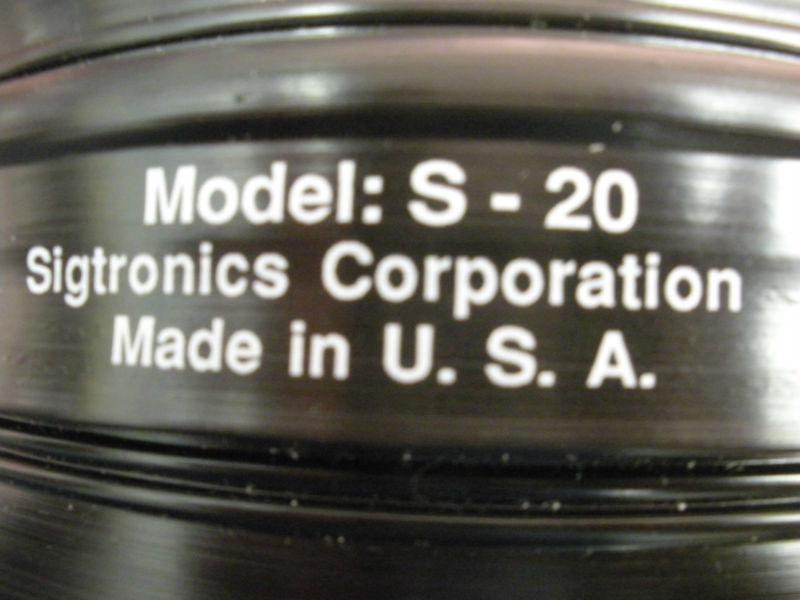 Model: S - 20
Sigtronics Corporation
Made in U. S. A.